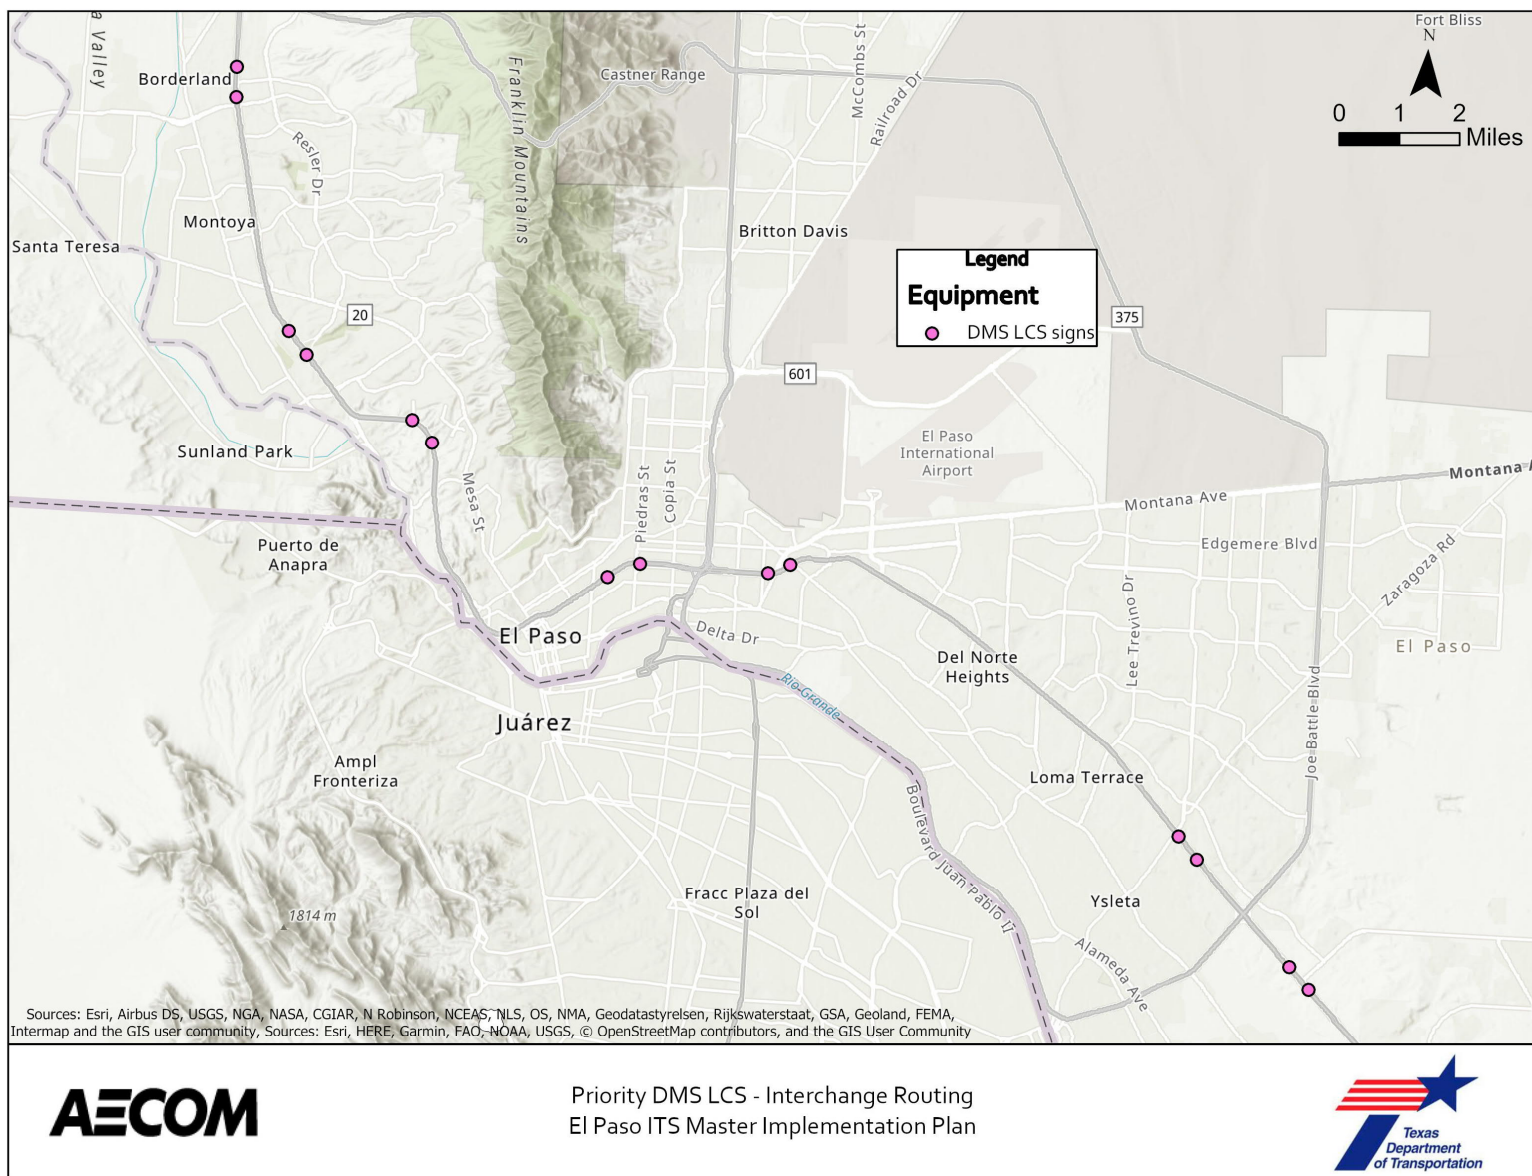 a Valley
Borderland
Resler Dr
Franklin Mountains
Castner Range
McCombs St
Railroad Dr
Fort Bliss
N
0 1 2
Miles
Montoya
Santa Teresa
Britton Davis
Legend
Equipment
DMS LCS signs
20
375
601
Sunland Park
El Paso
International
Airport
Mesa St
Piedras St
Copia St
Montana Ave
Montana A
Edgemere Blvd
Zaragoza Rd
Puerto de
Anapra
Lee Trevino Dr
El Paso
Delta Dr
Del Norte
Heights
El Paso
Rio Grande
Juárez
Joe Battle Blvd
Ampl
Fronteriza
Loma Terrace
Boulevard Juan Pablo II
Fracc Plaza del
Sol
Ysleta
1814 m
Alameda Ave
Sources: Esri, Airbus DS, USGS, NGA, NASA, CGIAR, N Robinson, NCEAS, NLS, OS, NMA, Geodatastyrelsen, Rijkswaterstaat, GSA, Geoland, FEMA,
Intermap and the GIS user community, Sources: Esri, HERE, Garmin, FAO, NOAA, USGS, © OpenStreetMap contributors, and the GIS User Community
AECOM
Priority DMS LCS - Interchange Routing
El Paso ITS Master Implementation Plan
Texas
Department
of Transportation